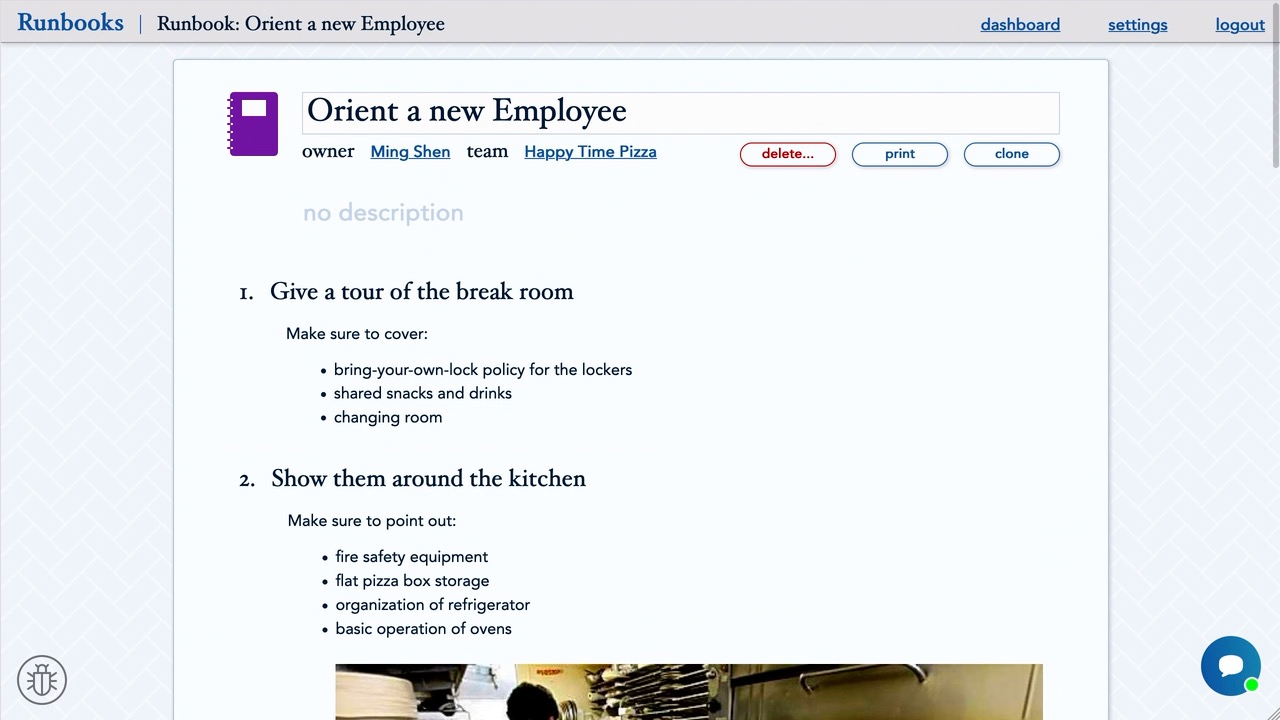 Runbooks | Runbook: Orient a new Employee dashboard settings logout
Orient a new Employee
owner Ming Shen team Happy Time Pizza delete... print clone
no description
1. Give a tour of the break room
Make sure to cover:
• bring-your-own-lock policy for the lockers
• shared snacks and drinks
• changing room
2. Show them around the kitchen
Make sure to point out:
• fire safety equipment
• flat pizza box storage
• organization of refrigerator
• basic operation of ovens